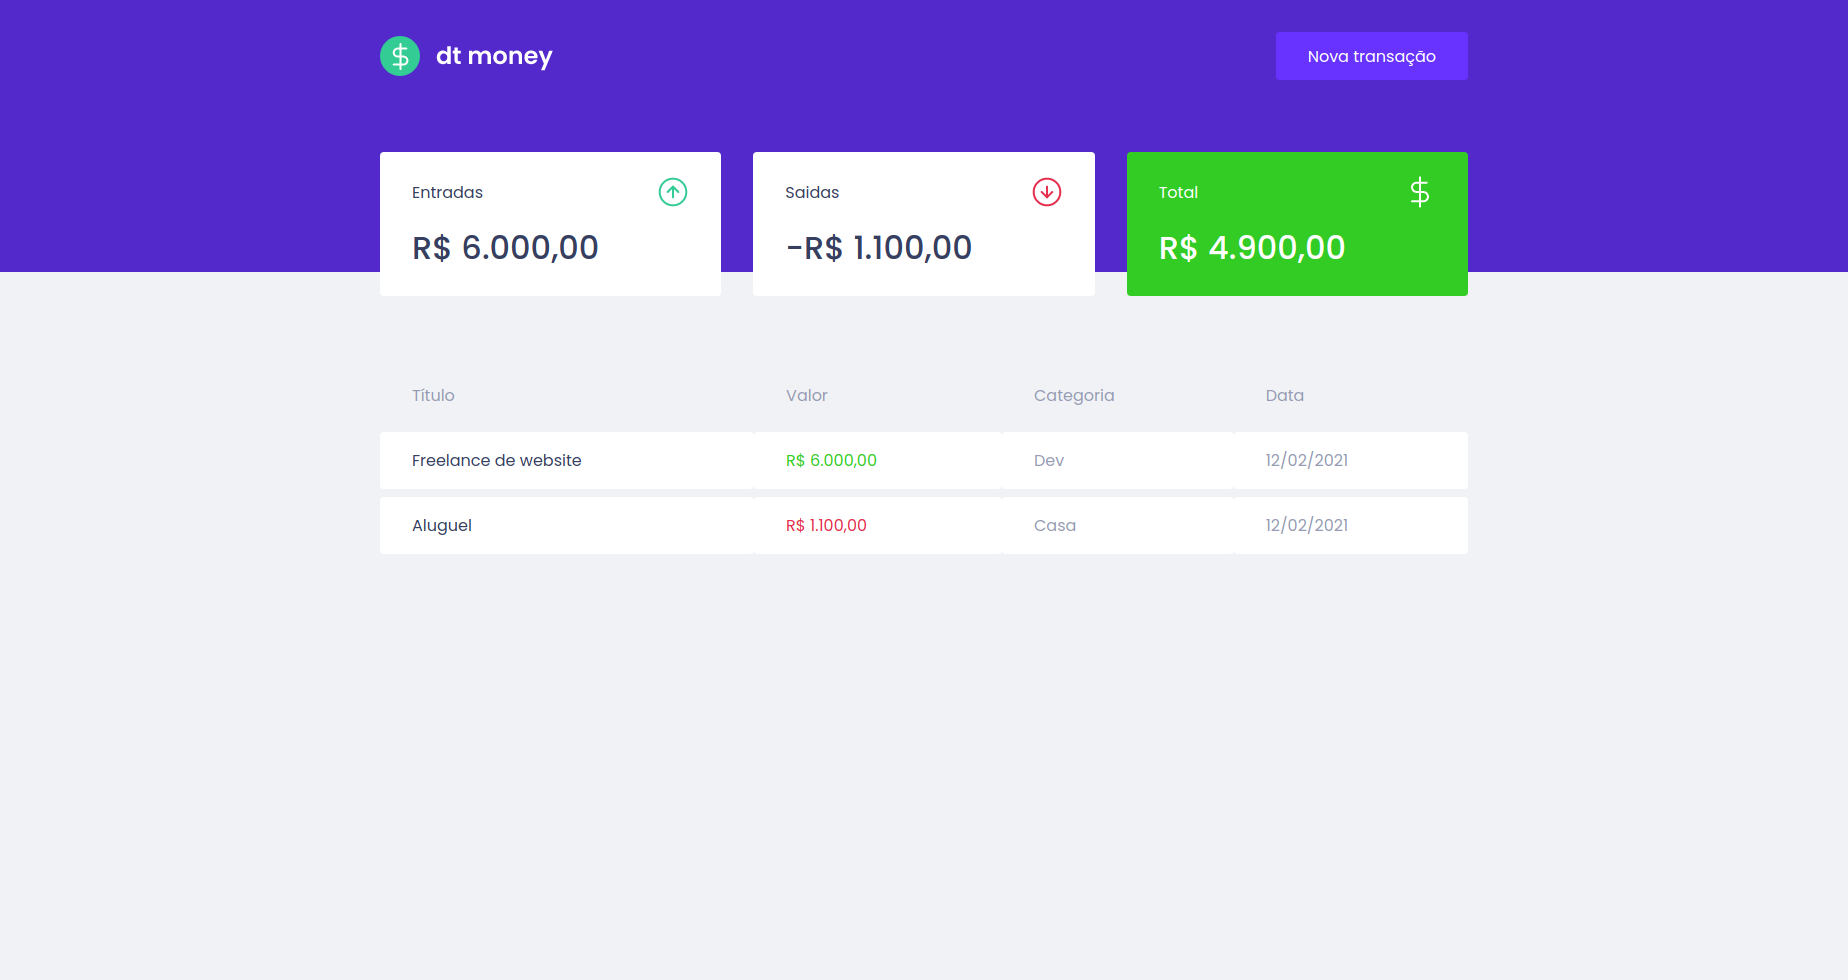 dt money
Nova transação
Entradas
R$ 6.000,00
Saidas
-R$ 1.100,00
Total
R$ 4.900,00
Título Valor Categoria Data
Freelance de website R$ 6.000,00 Dev 12/02/2021
Aluguel R$ 1.100,00 Casa 12/02/2021